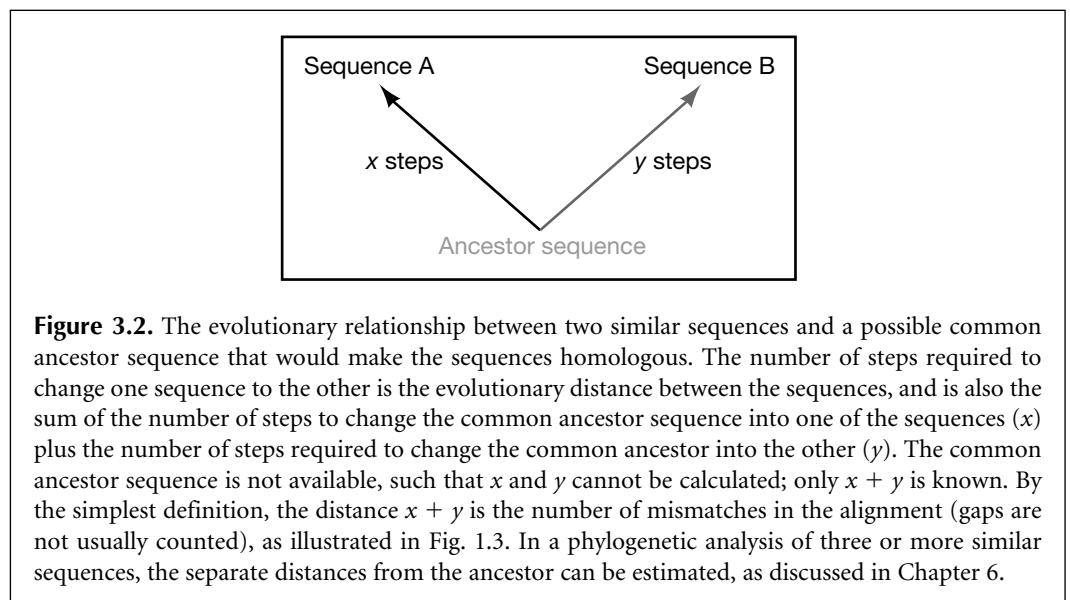 Sequence A
Sequence B
x steps
y steps
Ancestor sequence
Figure 3.2. The evolutionary relationship between two similar sequences and a possible common
ancestor sequence that would make the sequences homologous. The number of steps required to
change one sequence to the other is the evolutionary distance between the sequences, and is also the
sum of the number of steps to change the common ancestor sequence into one of the sequences (x)
plus the number of steps required to change the common ancestor into the other (y). The common
ancestor sequence is not available, such that x and y cannot be calculated; only x + y is known. By
the simplest definition, the distance x + y is the number of mismatches in the alignment (gaps are
not usually counted), as illustrated in Fig. 1.3. In a phylogenetic analysis of three or more similar
sequences, the separate distances from the ancestor can be estimated, as discussed in Chapter 6.